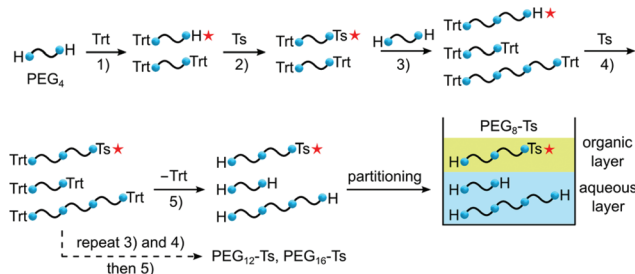 H H
PEG4
Trt
1)
Trt H
Trt Trt
Ts
2)
Trt Ts
Trt Trt
H H
3)
Trt H
Trt Trt
Trt Trt
Ts
4)
Trt Ts
Trt Trt
Trt Trt
−Trt
5)
H Ts
H H
H H
partitioning
PEG8-Ts
H Ts
organic
layer
H H
H H
aqueous
layer
repeat 3) and 4)
then 5)
PEG12-Ts, PEG16-Ts